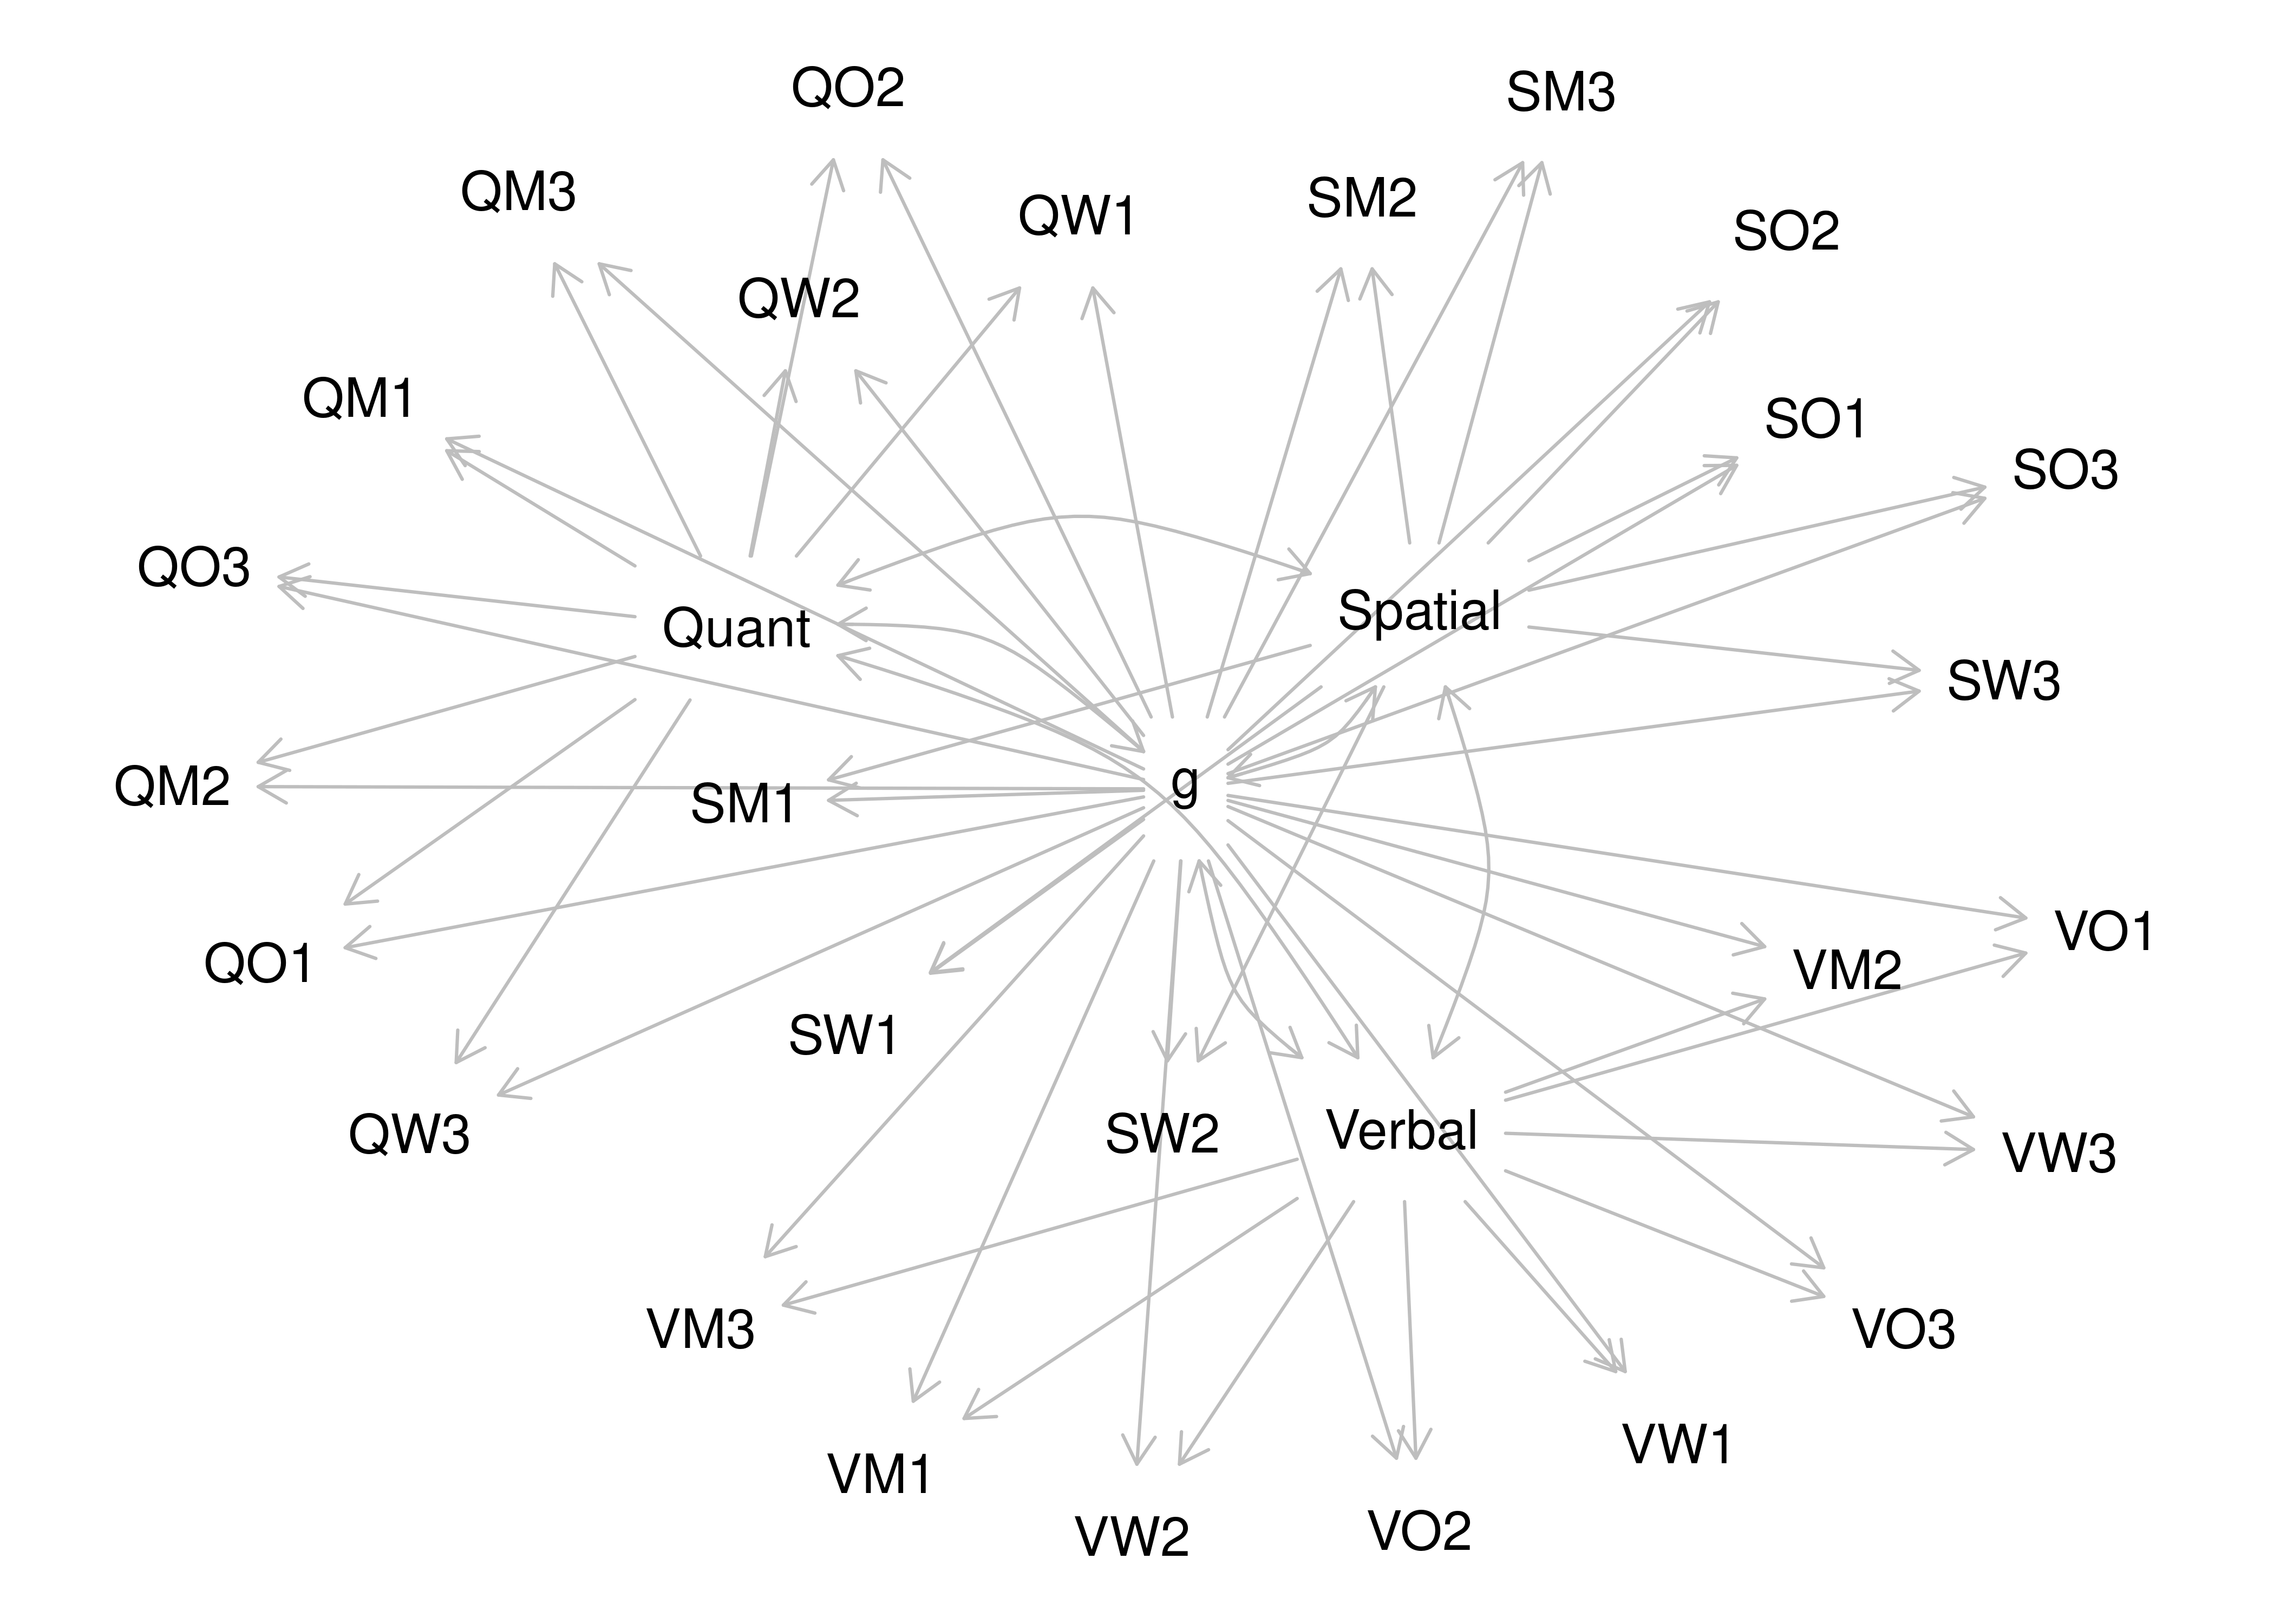 QO2
SM3
QM3
SM2
QW1
SO2
QW2
QM1
SO1
SO3
QO3
Spatial
Quant
SW3
g
QM2
SM1
VO1
QO1
VM2
SW1
Verbal
QW3
SW2
VW3
VM3
VO3
VW1
VM1
VO2
VW2